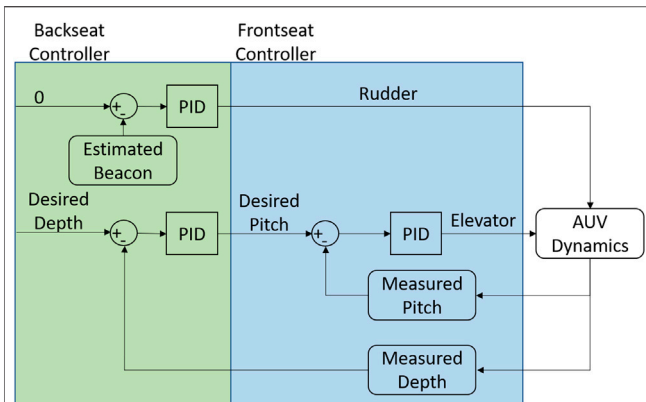 Backseat
Controller
Frontseat
Controller
0
+
-
PID
Rudder
Estimated
Beacon
Desired
Depth
+
-
PID
Desired
Pitch
+
-
PID
Elevator
AUV
Dynamics
Measured
Pitch
Measured
Depth